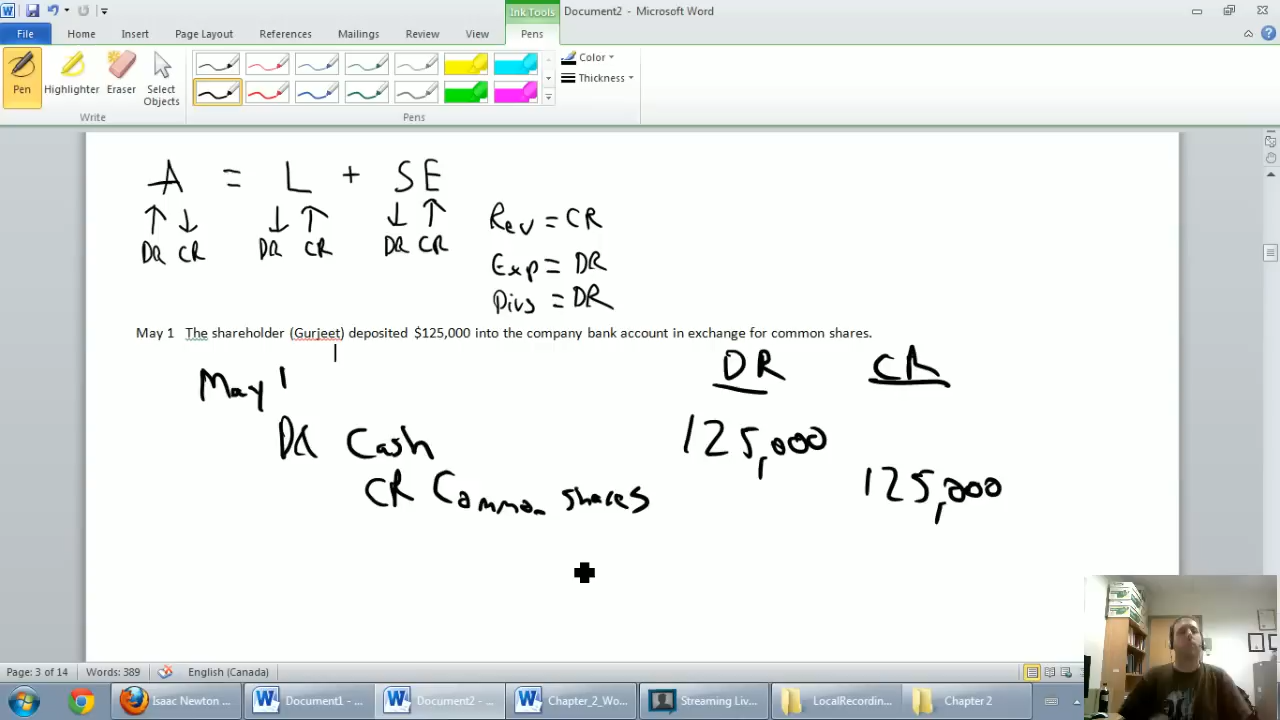 Ink Tools
Document2 - Microsoft Word
File Home Insert Page Layout References Mailings Review View Pens
Pen Highlighter Eraser Select Objects
Color
Thickness
Write Pens
A = L + SE
DR CR DR CR DR CR
Rev = CR
Exp = DR
Divs = DR
May 1 The shareholder (Gurjeet) deposited $125,000 into the company bank account in exchange for common shares.
May 1 DR CR
DR Cash 125,000
CR Common shares 125,000
Page: 3 of 14 Words: 389 English (Canada)
Isaac Newton ... Document1 - ... Document2 - ... Chapter_2_Wo... Streaming Liv... LocalRecording Chapter 2